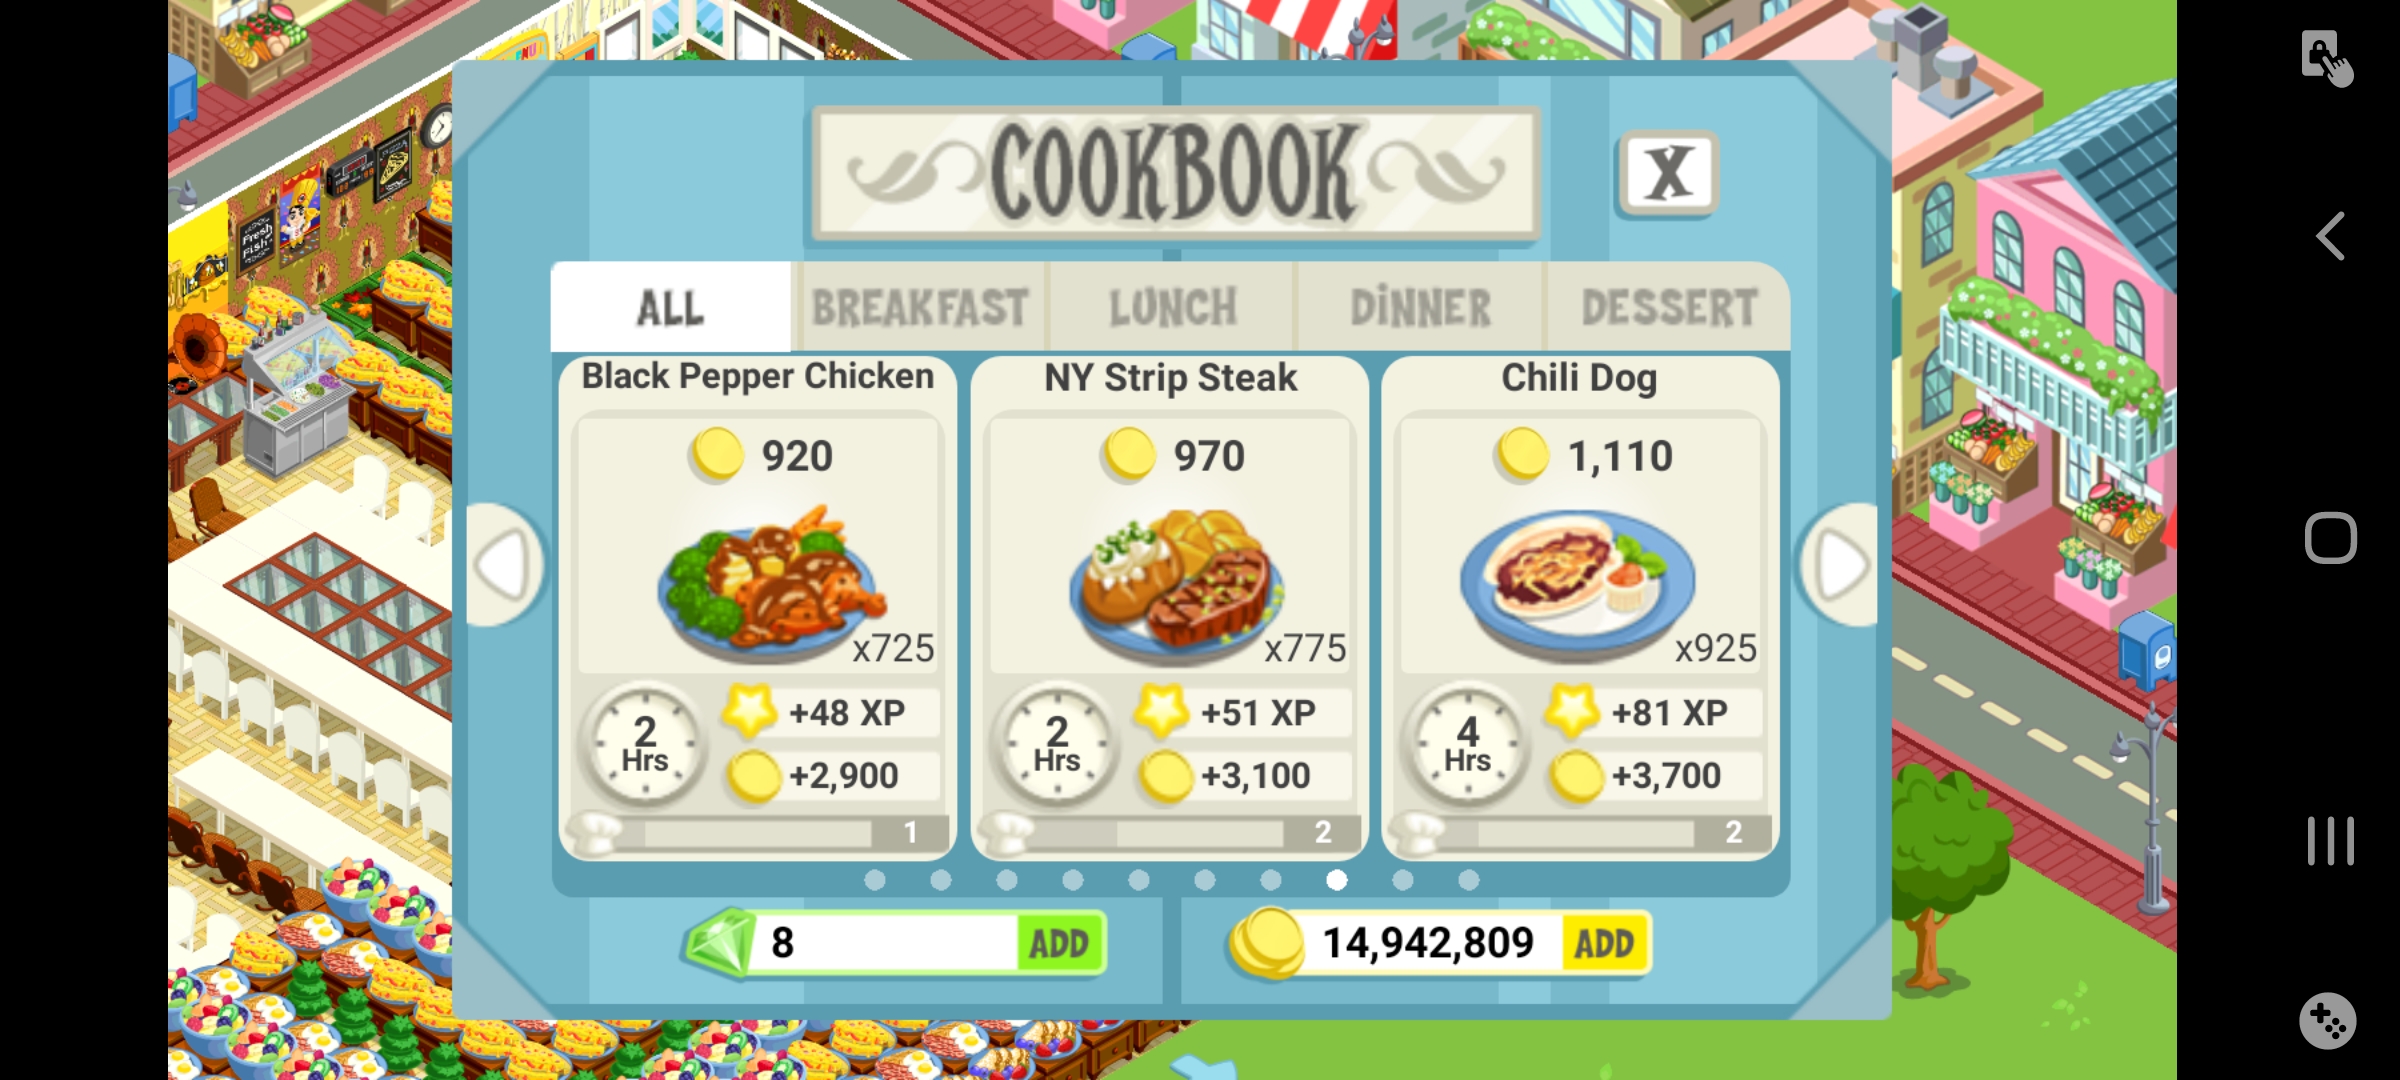 COOKBOOK
X
ALL
BREAKFAST
LUNCH
DINNER
DESSERT
Black Pepper Chicken
920
x725
2
Hrs
+48 XP
+2,900
1
NY Strip Steak
970
x775
2
Hrs
+51 XP
+3,100
2
Chili Dog
1,110
x925
4
Hrs
+81 XP
+3,700
2
8
ADD
14,942,809
ADD
Fresh
Fish